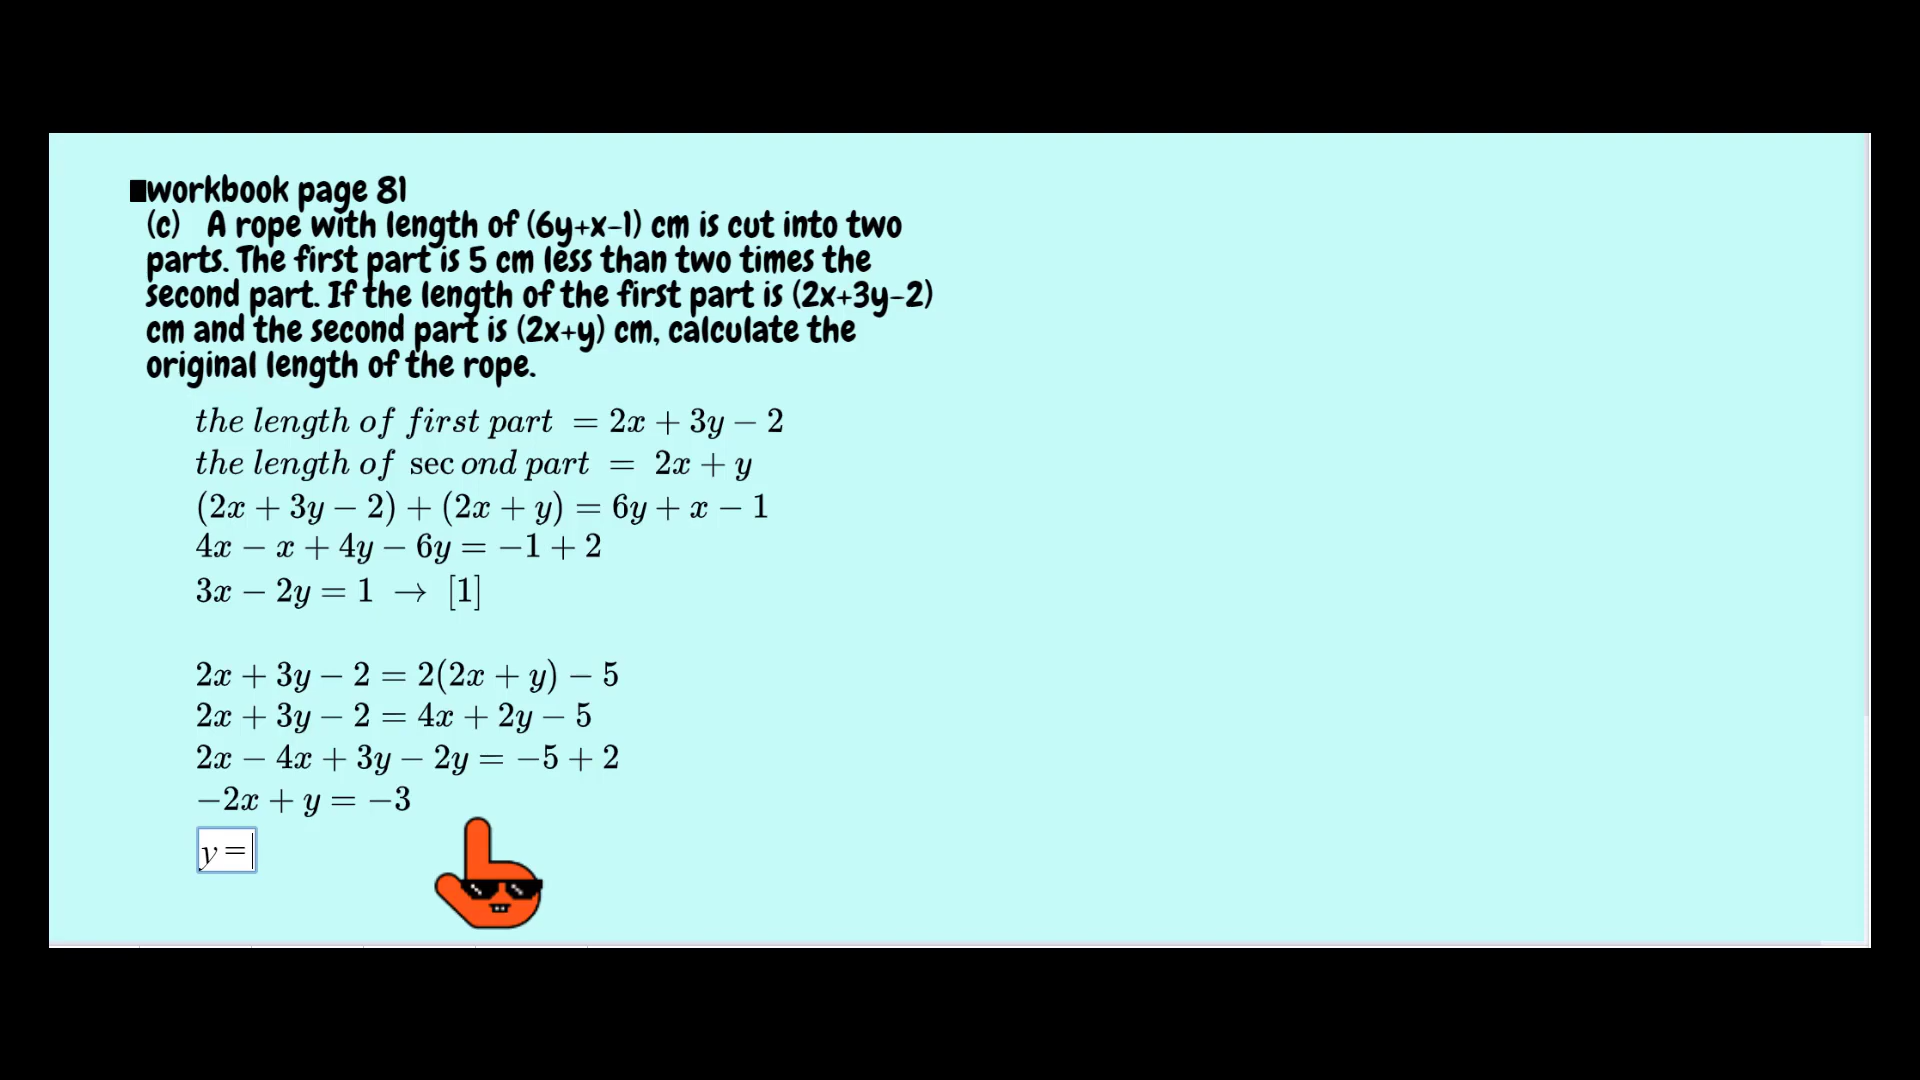 workbook page 81
(c) A rope with length of (6y+x-1) cm is cut into two
parts. The first part is 5 cm less than two times the
second part. If the length of the first part is (2x+3y-2)
cm and the second part is (2x+y) cm, calculate the
original length of the rope.
the length of first part = 2x + 3y − 2
the length of sec ond part = 2x + y
(2x + 3y − 2) + (2x + y) = 6y + x − 1
4x − x + 4y − 6y = −1 + 2
3x − 2y = 1 → [1]
2x + 3y − 2 = 2(2x + y) − 5
2x + 3y − 2 = 4x + 2y − 5
2x − 4x + 3y − 2y = −5 + 2
−2x + y = −3
y =